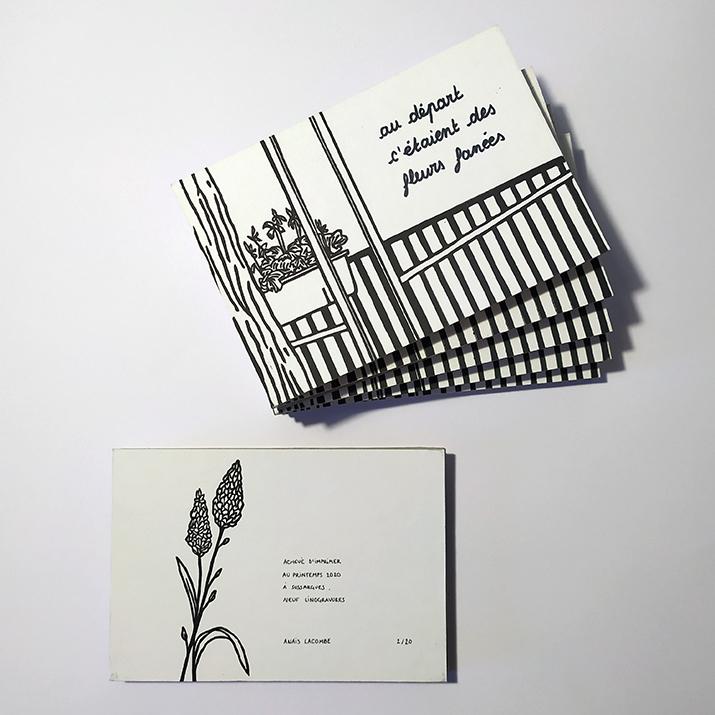 au départ
c'étaient des
fleurs fanées
ACHEVÉ D'IMPRIMER
AU PRINTEMPS 2020
À SUSSARGUES,
NEUF LINOGRAVURES
ANAÏS LACOMBE 1/20